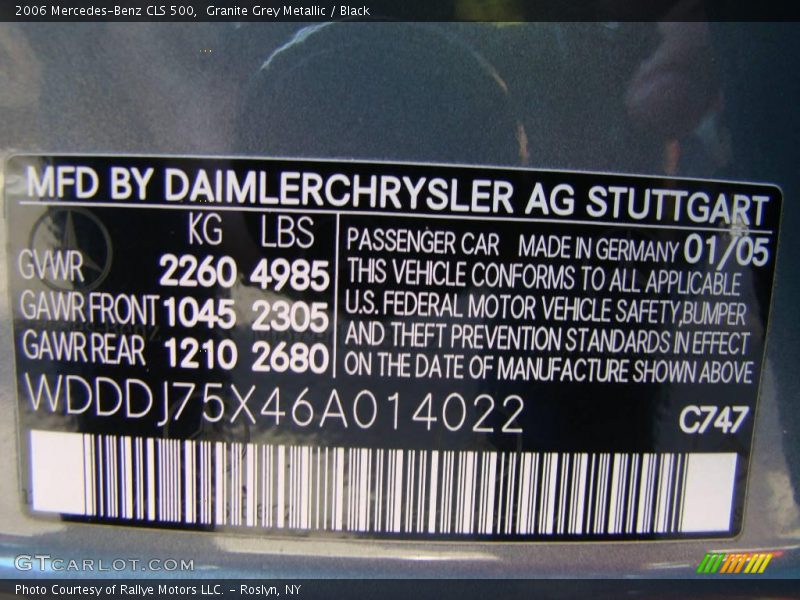 2006 Mercedes-Benz CLS 500,  Granite Grey Metallic / Black
MFD BY DAIMLERCHRYSLER AG STUTTGART
KG LBS
GVWR 2260 4985
GAWR FRONT 1045 2305
GAWR REAR 1210 2680
PASSENGER CAR MADE IN GERMANY 01/05
THIS VEHICLE CONFORMS TO ALL APPLICABLE
U.S. FEDERAL MOTOR VEHICLE SAFETY,BUMPER
AND THEFT PREVENTION STANDARDS IN EFFECT
ON THE DATE OF MANUFACTURE SHOWN ABOVE
WDDDJ75X46A014022
C747
GTCARLOT.COM
Photo Courtesy of Rallye Motors LLC. - Roslyn, NY